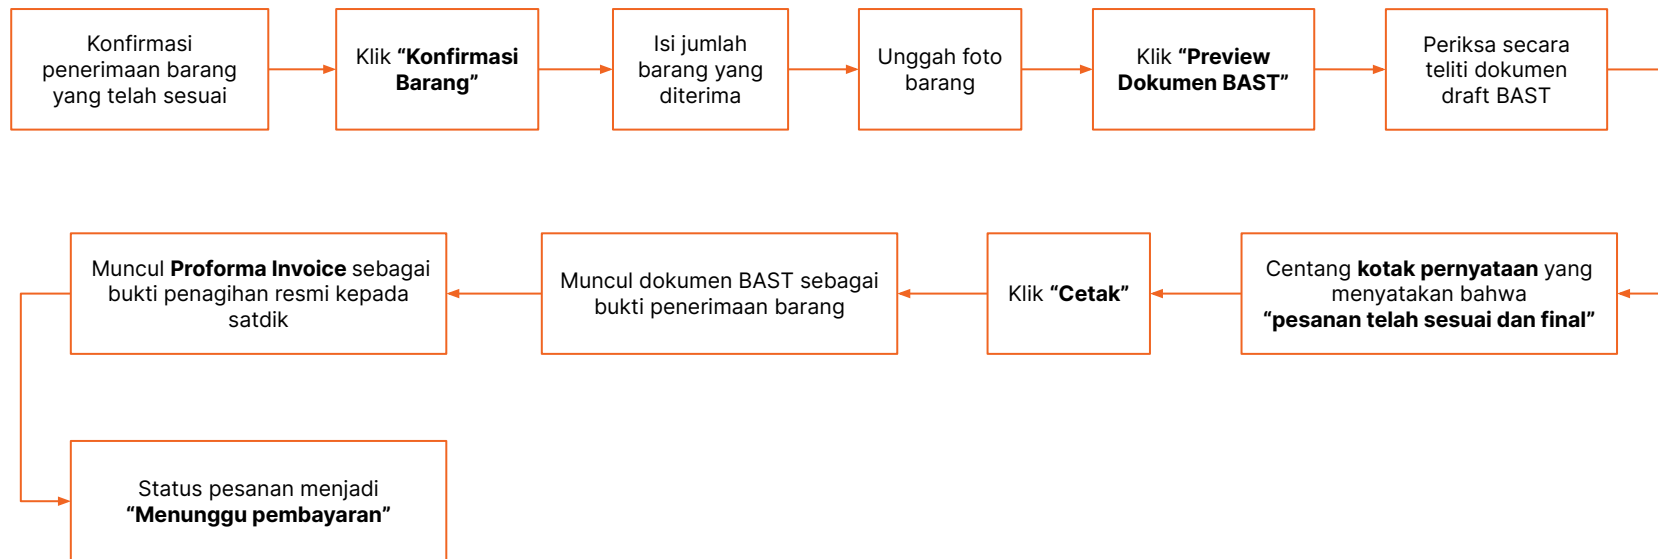 Konfirmasi
penerimaan barang
yang telah sesuai
Klik “Konfirmasi
Barang”
Isi jumlah
barang yang
diterima
Unggah foto
barang
Klik “Preview
Dokumen BAST”
Periksa secara
teliti dokumen
draft BAST
Centang kotak pernyataan yang
menyatakan bahwa
“pesanan telah sesuai dan final”
Klik “Cetak”
Muncul dokumen BAST sebagai
bukti penerimaan barang
Muncul Proforma Invoice sebagai
bukti penagihan resmi kepada
satdik
Status pesanan menjadi
“Menunggu pembayaran”